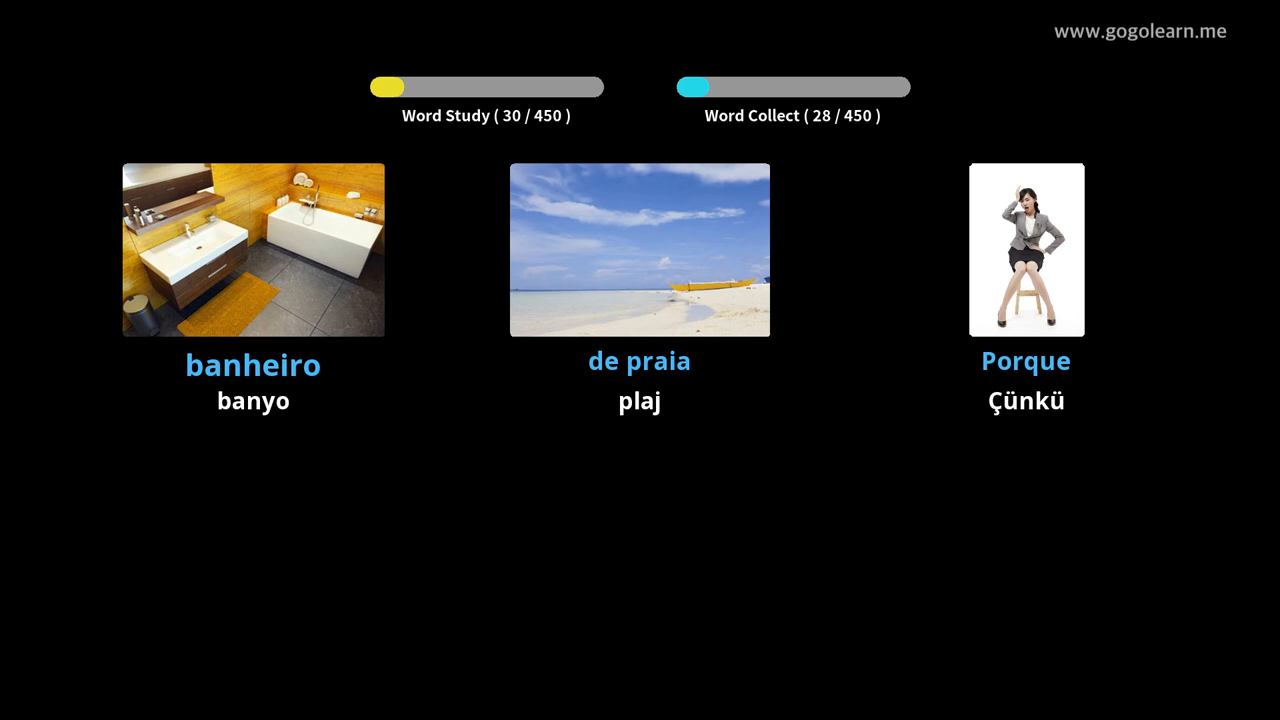 www.gogolearn.me
Word Study ( 30 / 450 )
Word Collect ( 28 / 450 )
banheiro
banyo
de praia
plaj
Porque
Çünkü